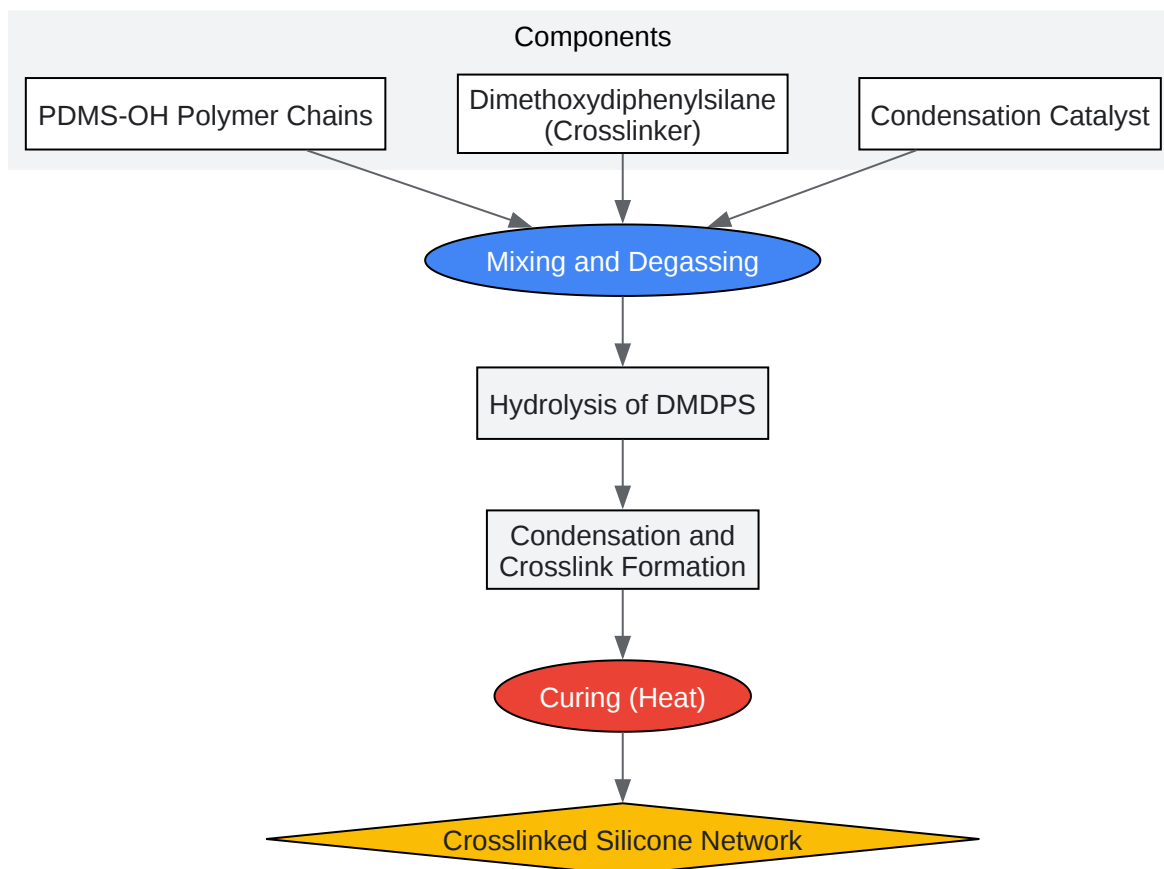 Components
PDMS-OH Polymer Chains
Dimethoxydiphenylsilane
(Crosslinker)
Condensation Catalyst
Mixing and Degassing
Hydrolysis of DMDPS
Condensation and
Crosslink Formation
Curing (Heat)
Crosslinked Silicone Network